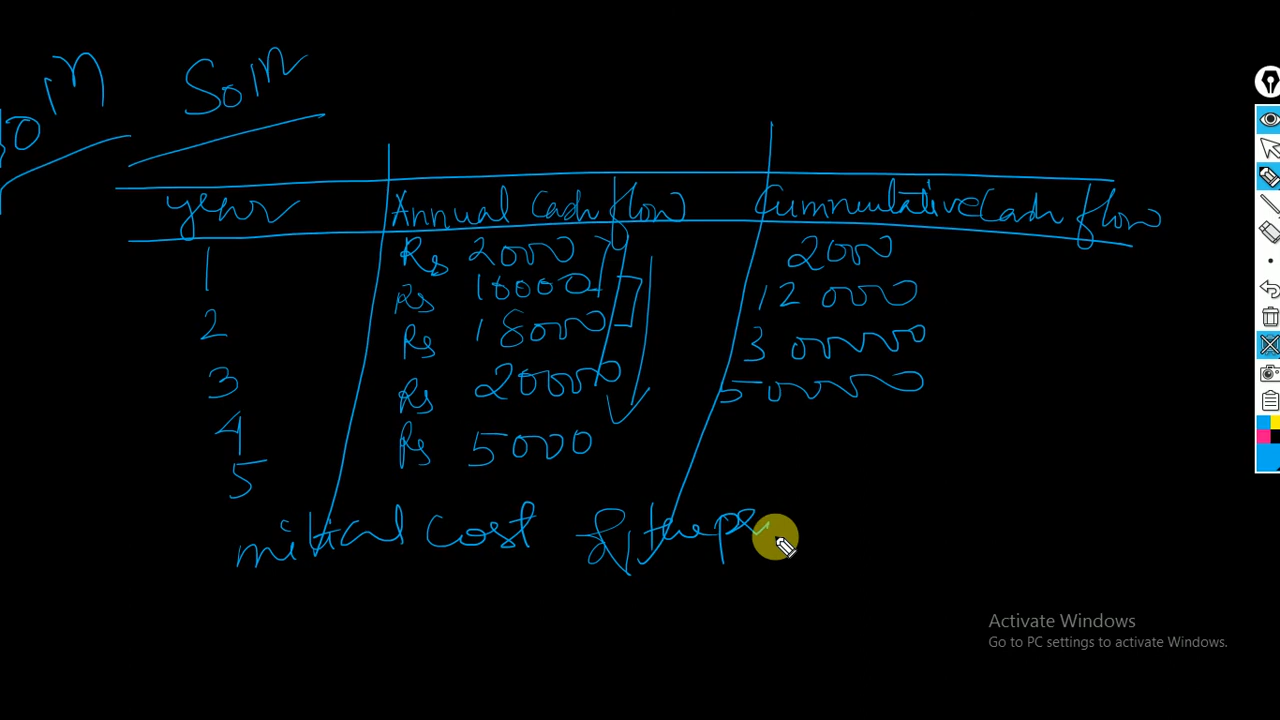 Soln
year Annual Cash flow Cummulative Cash flow
1 Rs 2000 2000
2 Rs 10000 12000
3 Rs 18000 30000
4 Rs 20000 50000
5 Rs 5000
initial cost of the
Activate Windows
Go to PC settings to activate Windows.